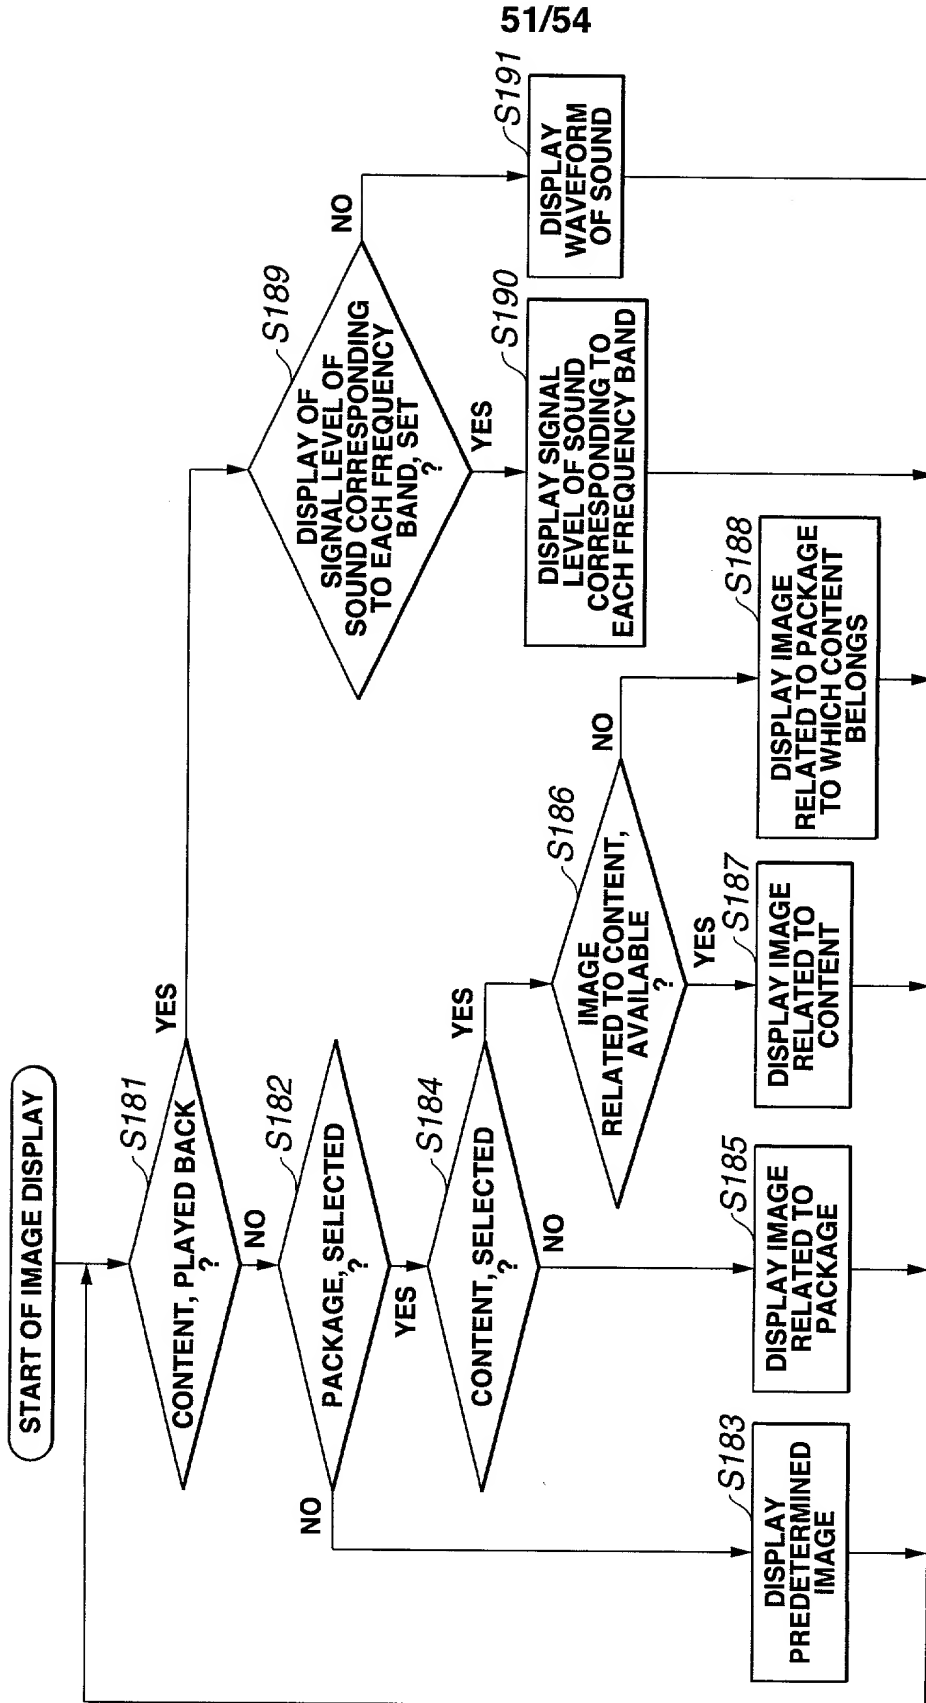 51/54
START OF IMAGE DISPLAY
S181
CONTENT, PLAYED BACK
?
YES
NO
S182
PACKAGE, SELECTED
?
NO
YES
S184
CONTENT, SELECTED
?
YES
NO
S189
DISPLAY OF
SIGNAL LEVEL OF
SOUND CORRESPONDING
TO EACH FREQUENCY
BAND, SET
?
NO
YES
S186
IMAGE
RELATED TO CONTENT,
AVAILABLE
?
NO
YES
S183
DISPLAY
PREDETERMINED
IMAGE
S185
DISPLAY IMAGE
RELATED TO
PACKAGE
S187
DISPLAY IMAGE
RELATED TO
CONTENT
S188
DISPLAY IMAGE
RELATED TO PACKAGE
TO WHICH CONTENT
BELONGS
S190
DISPLAY SIGNAL
LEVEL OF SOUND
CORRESPONDING TO
EACH FREQUENCY BAND
S191
DISPLAY
WAVEFORM
OF SOUND